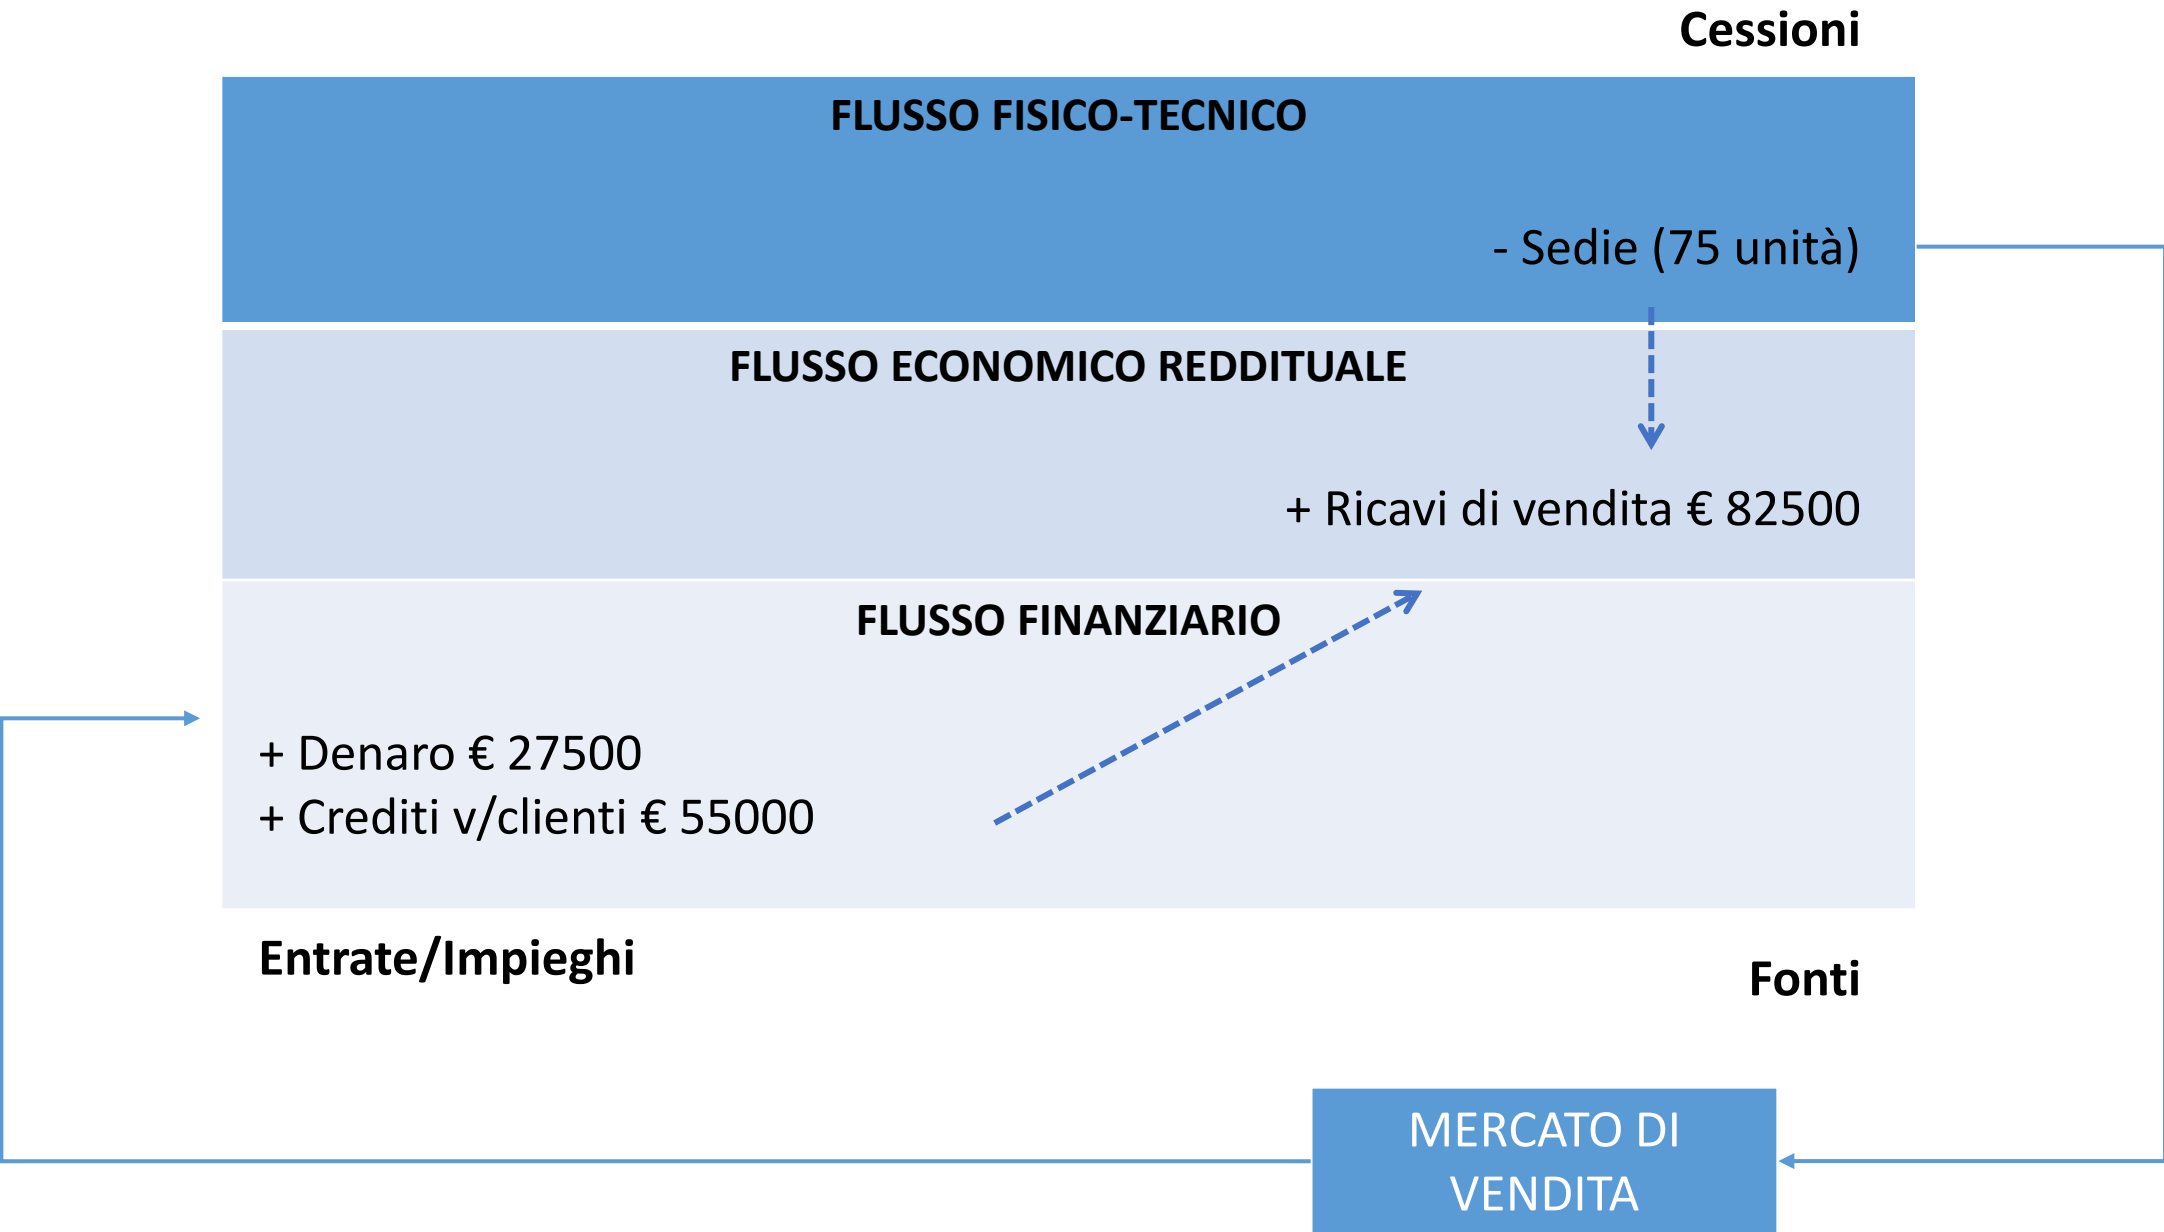 Cessioni
FLUSSO FISICO-TECNICO
- Sedie (75 unità)
FLUSSO ECONOMICO REDDITUALE
+ Ricavi di vendita € 82500
FLUSSO FINANZIARIO
+ Denaro € 27500
+ Crediti v/clienti € 55000
Entrate/Impieghi
Fonti
MERCATO DI
VENDITA